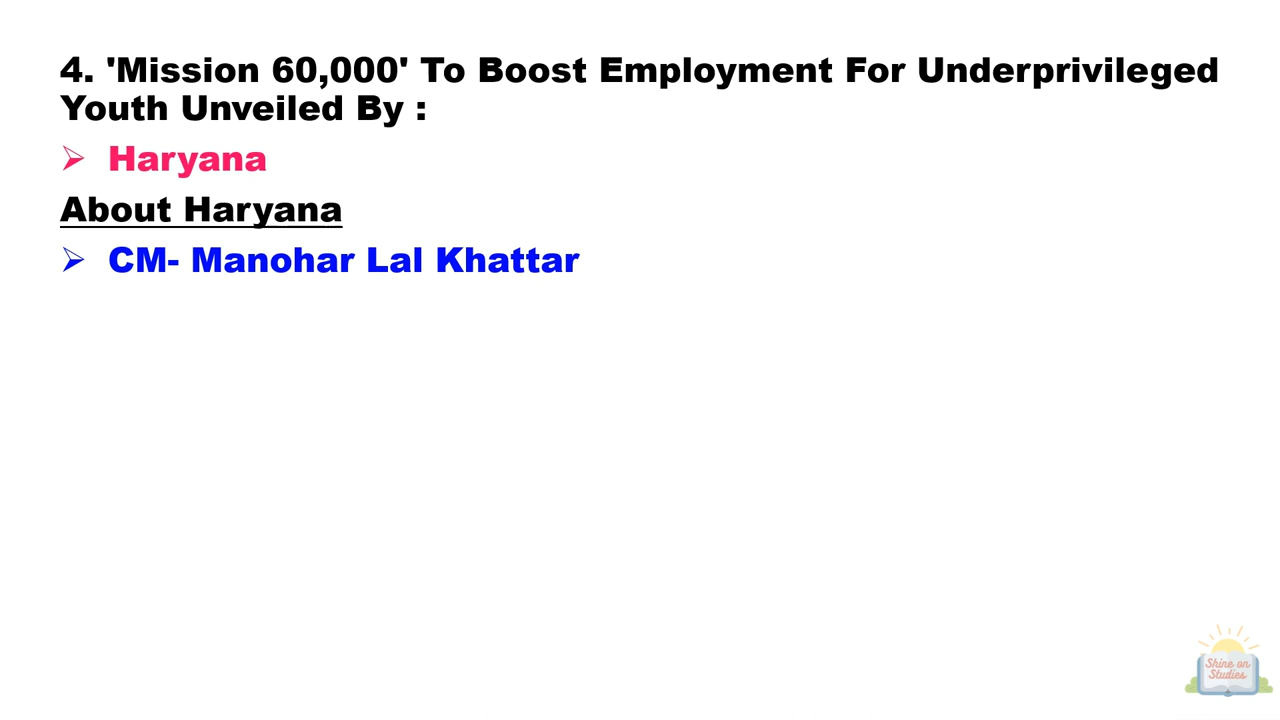 4. 'Mission 60,000' To Boost Employment For Underprivileged
Youth Unveiled By :
➢ Haryana
About Haryana
➢ CM- Manohar Lal Khattar
Shine on
Studies